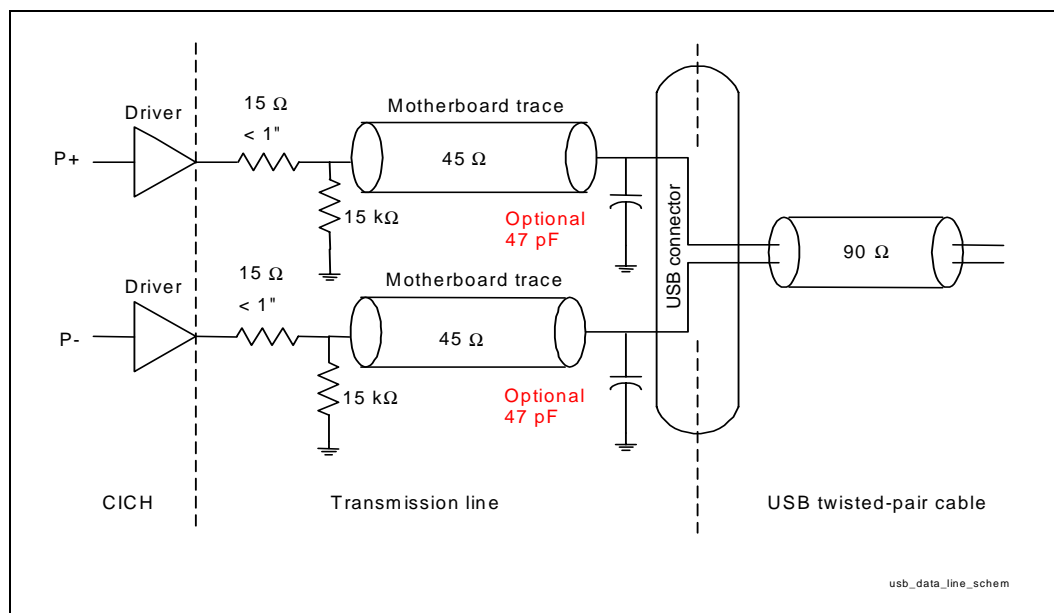 Driver
15 Ω
< 1"
Motherboard trace
P+
45 Ω
15 kΩ
Optional
47 pF
USB connector
90 Ω
Driver
15 Ω
< 1"
Motherboard trace
P-
45 Ω
15 kΩ
Optional
47 pF
CICH
Transmission line
USB twisted-pair cable
usb_data_line_schem